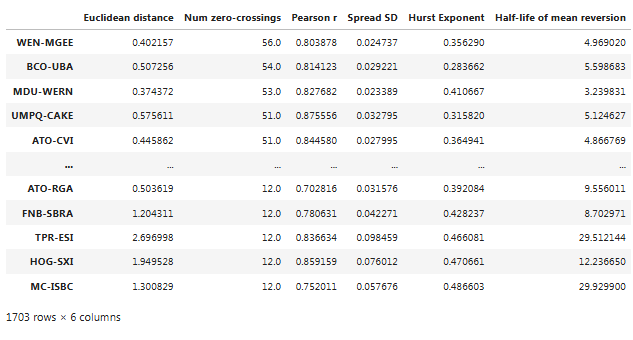 Euclidean distance Num zero-crossings Pearson r Spread SD Hurst Exponent Half-life of mean reversion
WEN-MGEE 0.402157 56.0 0.803878 0.024737 0.356290 4.969020
BCO-UBA 0.507256 54.0 0.814123 0.029221 0.283662 5.598683
MDU-WERN 0.374372 53.0 0.827682 0.023389 0.410667 3.239831
UMPQ-CAKE 0.575611 51.0 0.875556 0.032795 0.315820 5.124627
ATO-CVI 0.445862 51.0 0.844580 0.027995 0.364941 4.866769
... ... ... ... ... ... ...
ATO-RGA 0.503619 12.0 0.702816 0.031576 0.392084 9.556011
FNB-SBRA 1.204311 12.0 0.780631 0.042271 0.428237 8.702971
TPR-ESI 2.696998 12.0 0.836634 0.098459 0.466081 29.512144
HOG-SXI 1.949528 12.0 0.859159 0.076012 0.470661 12.236650
MC-ISBC 1.300829 12.0 0.752011 0.057676 0.486603 29.929900
1703 rows × 6 columns